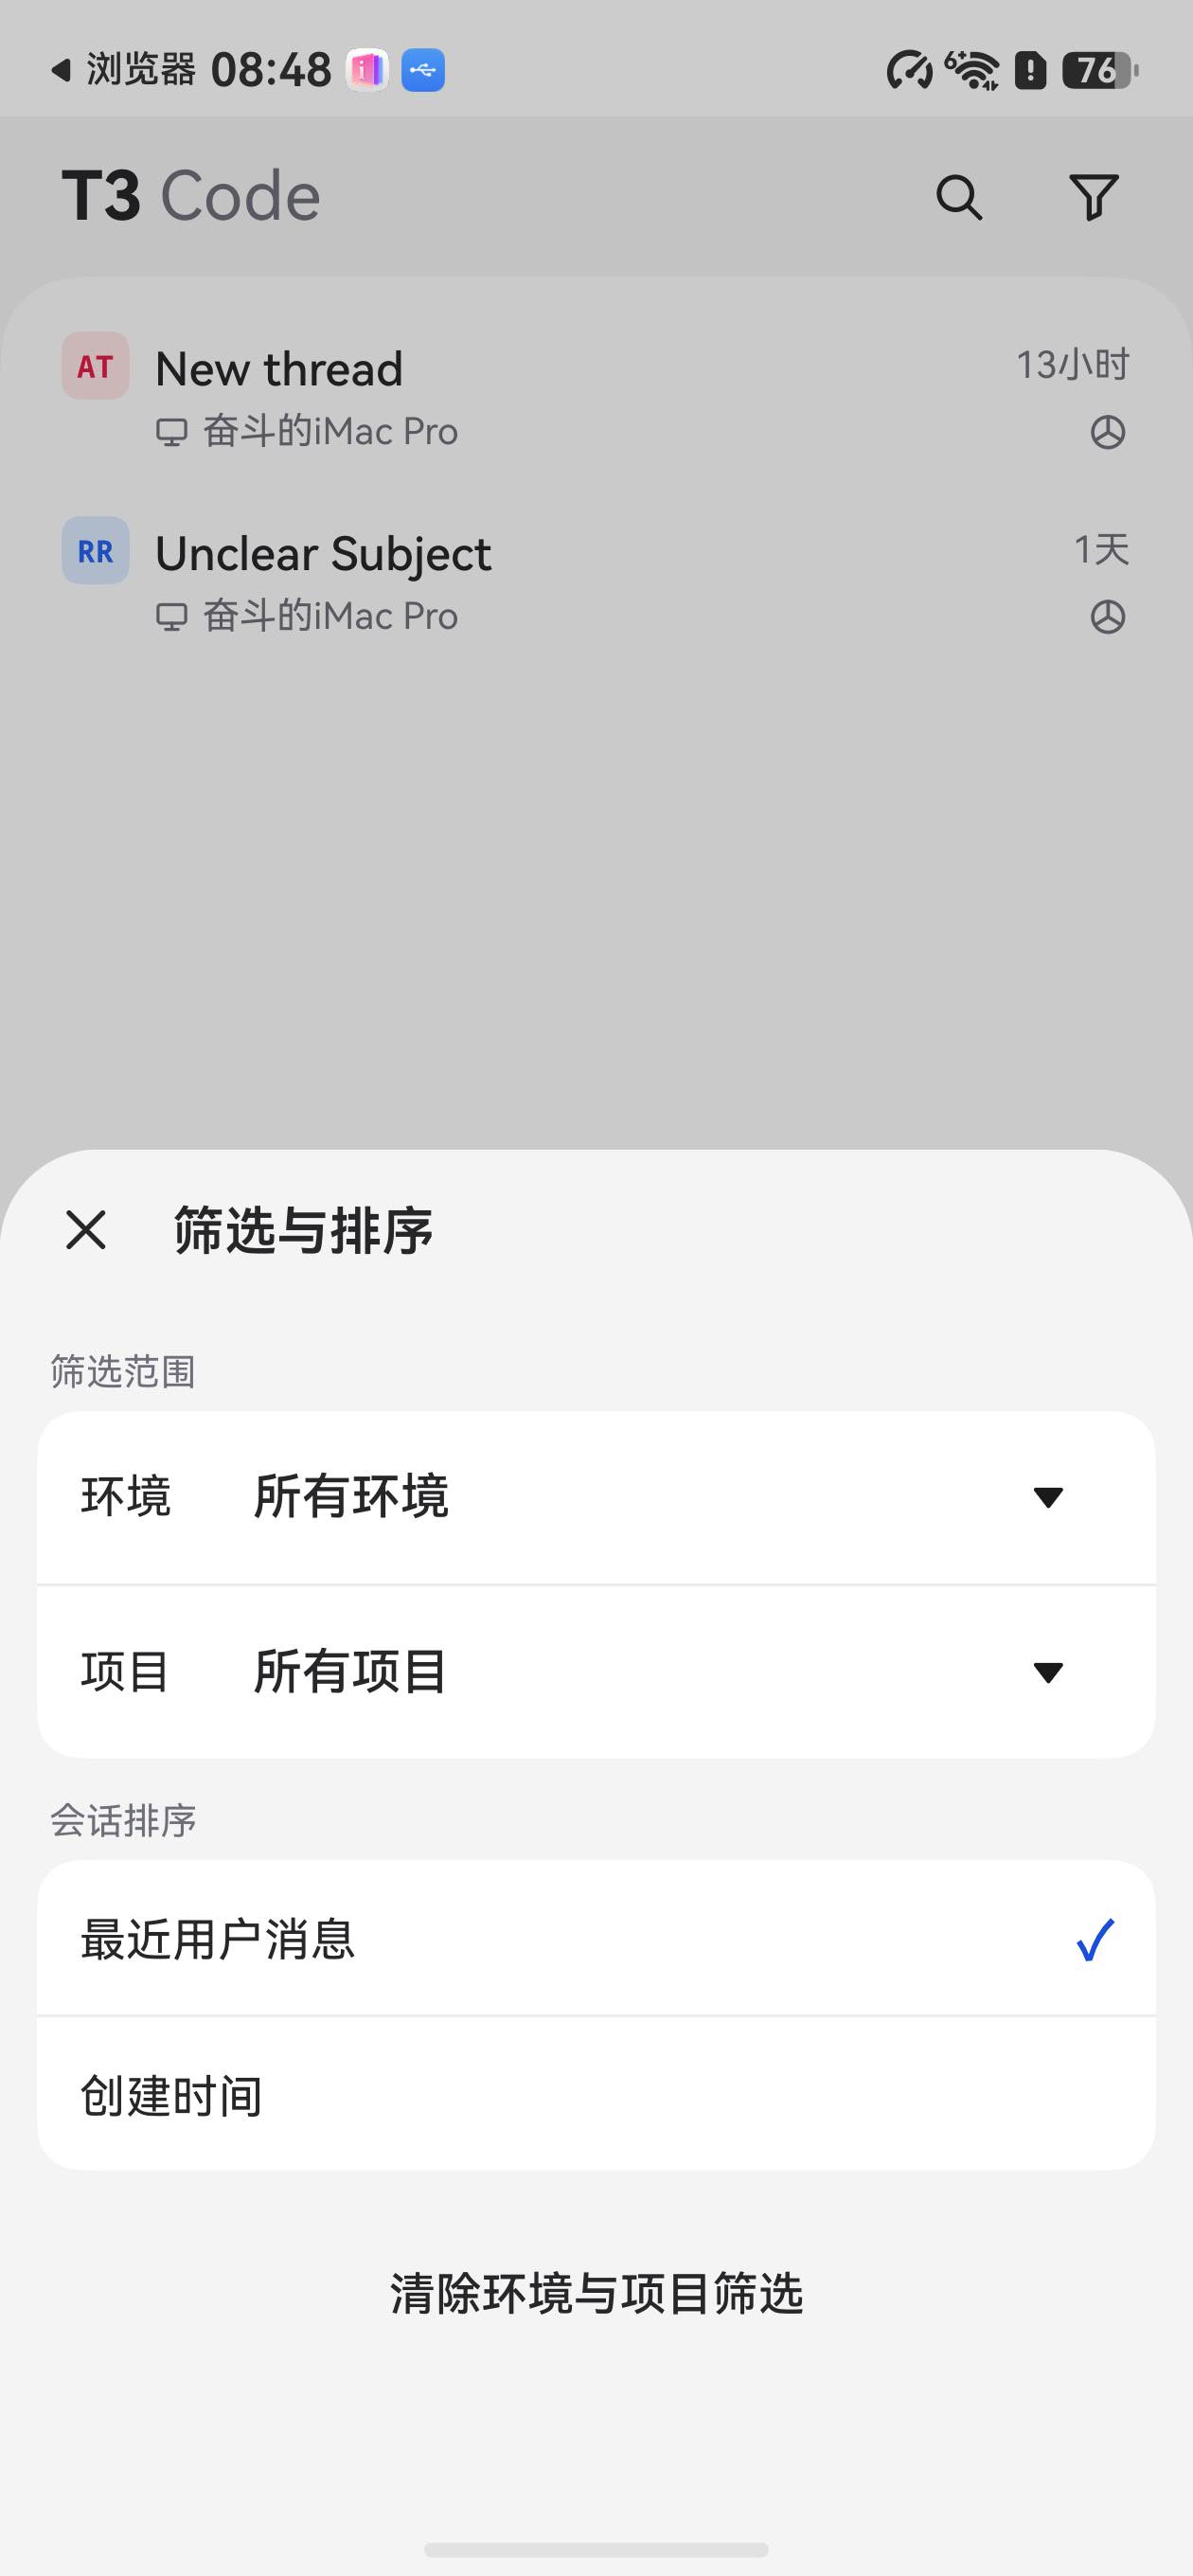 浏览器 08:48
6+
76
T3 Code
AT New thread 13小时
奋斗的iMac Pro
RR Unclear Subject 1天
奋斗的iMac Pro
筛选与排序
筛选范围
环境 所有环境
项目 所有项目
会话排序
最近用户消息
创建时间
清除环境与项目筛选